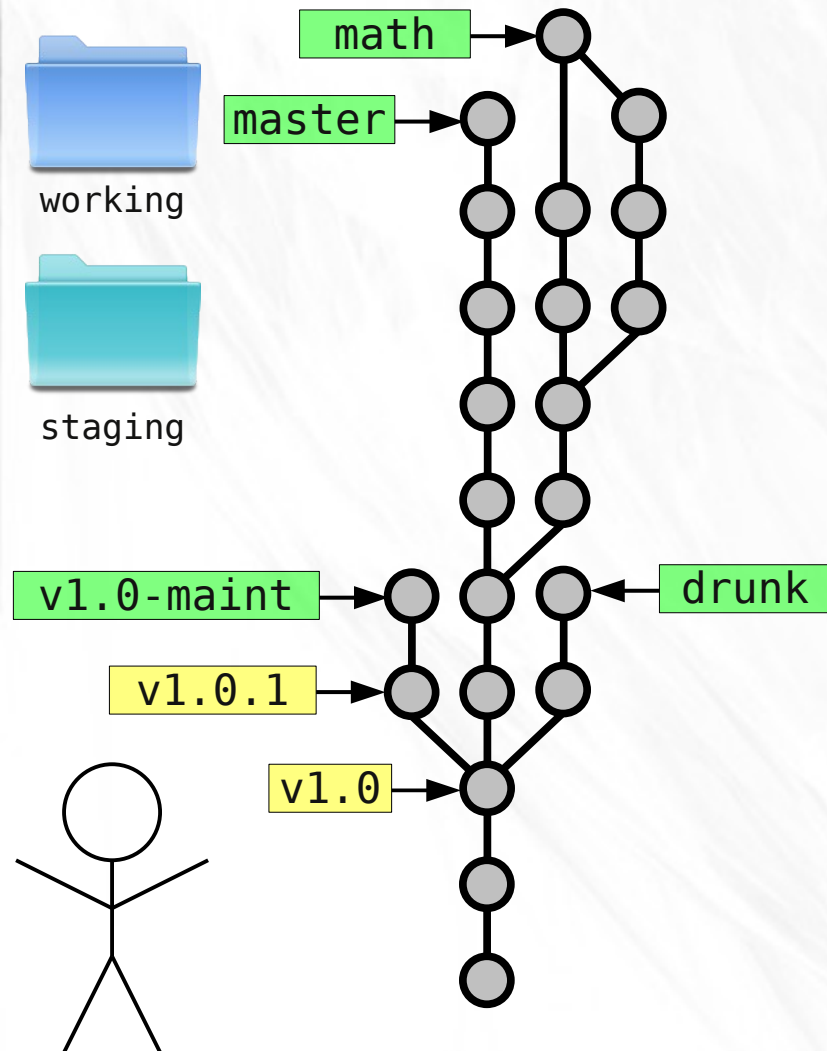 math
master
working
staging
v1.0-maint
drunk
v1.0.1
v1.0